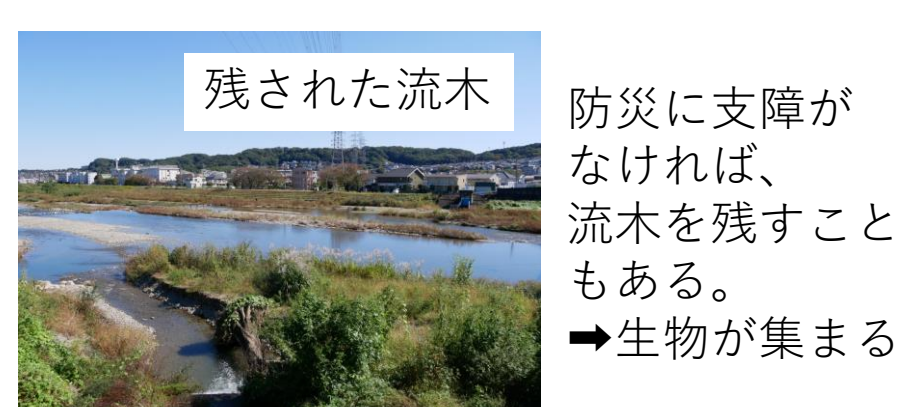 残された流木
防災に支障が
なければ、
流木を残すこと
もある。
➡生物が集まる